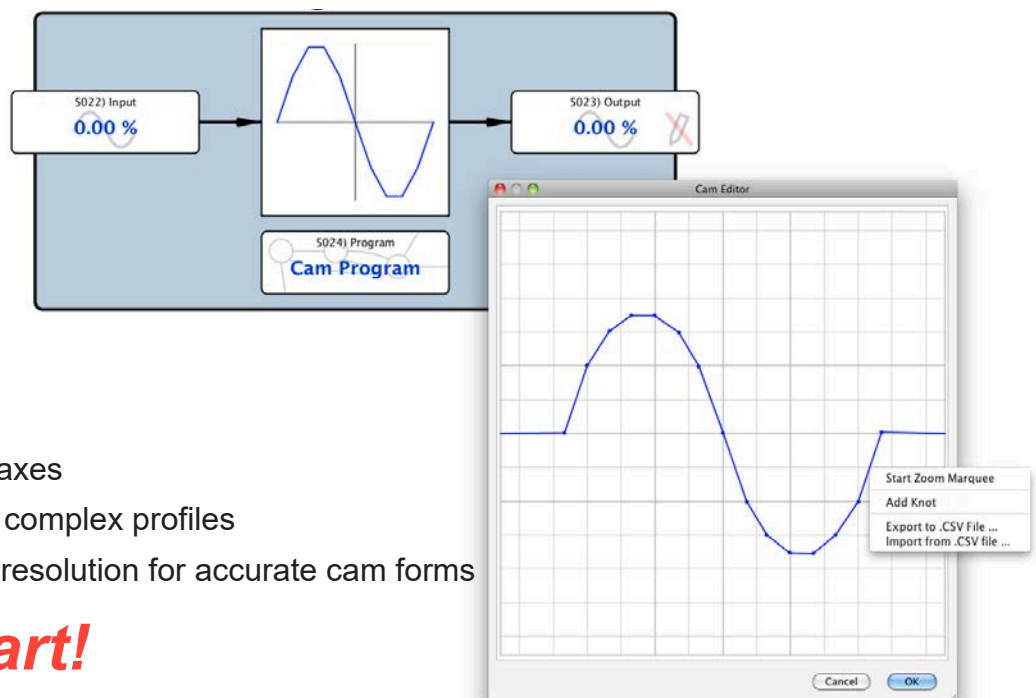 5022) Input
0.00 %
5023) Output
0.00 %
5024) Program
Cam Program
Cam Editor
Start Zoom Marquee
Add Knot
Export to .CSV File ...
Import from .CSV file ...
axes
complex profiles
resolution for accurate cam forms
art!
Cancel
OK